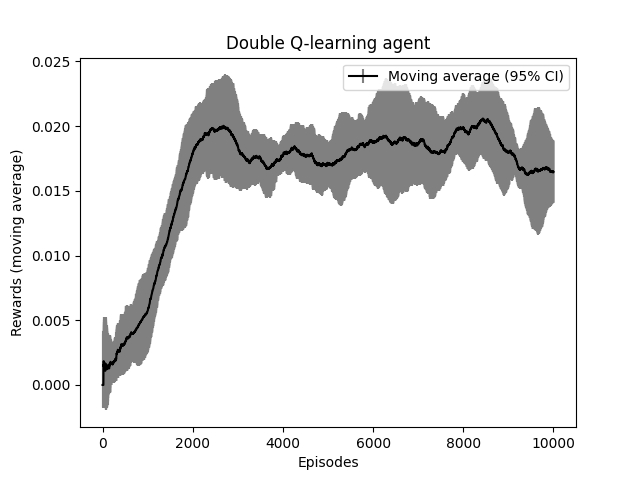 Double Q-learning agent
Moving average (95% CI)
Rewards (moving average)
0.025
0.020
0.015
0.010
0.005
0.000
0 2000 4000 6000 8000 10000
Episodes